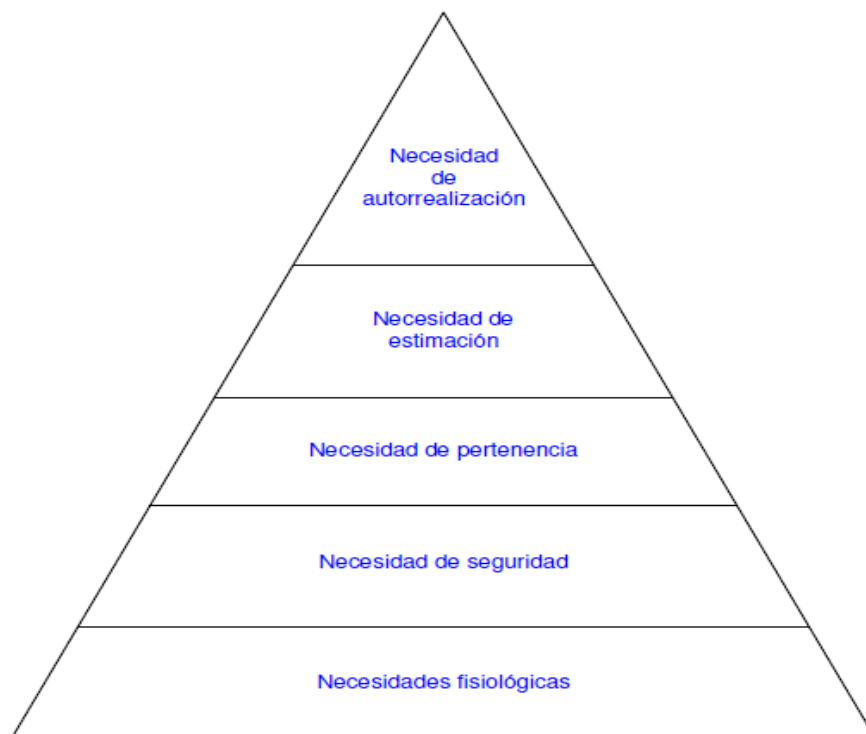 Necesidad
de
autorrealización
Necesidad de
estimación
Necesidad de pertenencia
Necesidad de seguridad
Necesidades fisiológicas